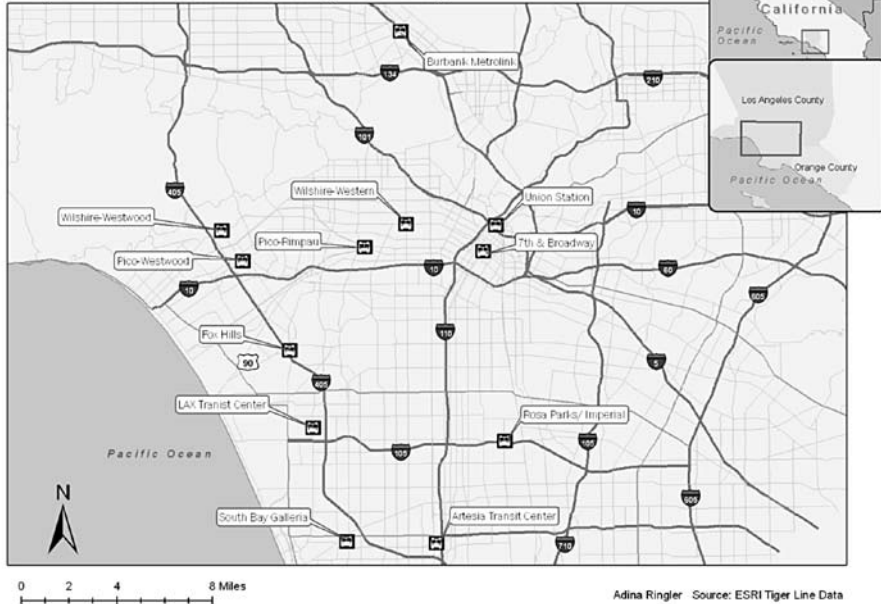 California
Pacific
Ocean
Los Angeles County
Orange County
Pacific Ocean
Burbank Metrolink
134
210
101
405
Wilshire-Western
Union Station
10
Wilshire-Westwood
Pico-Rimpau
7th & Broadway
Pico-Westwood
10
60
10
605
110
Fox Hills
90
5
405
LAX Transist Center
Rosa Parks/ Imperial
Pacific Ocean
105
105
605
N
South Bay Galleria
Artesia Transit Center
710
0 2 4 8 Miles
Adina Ringler Source: ESRI Tiger Line Data